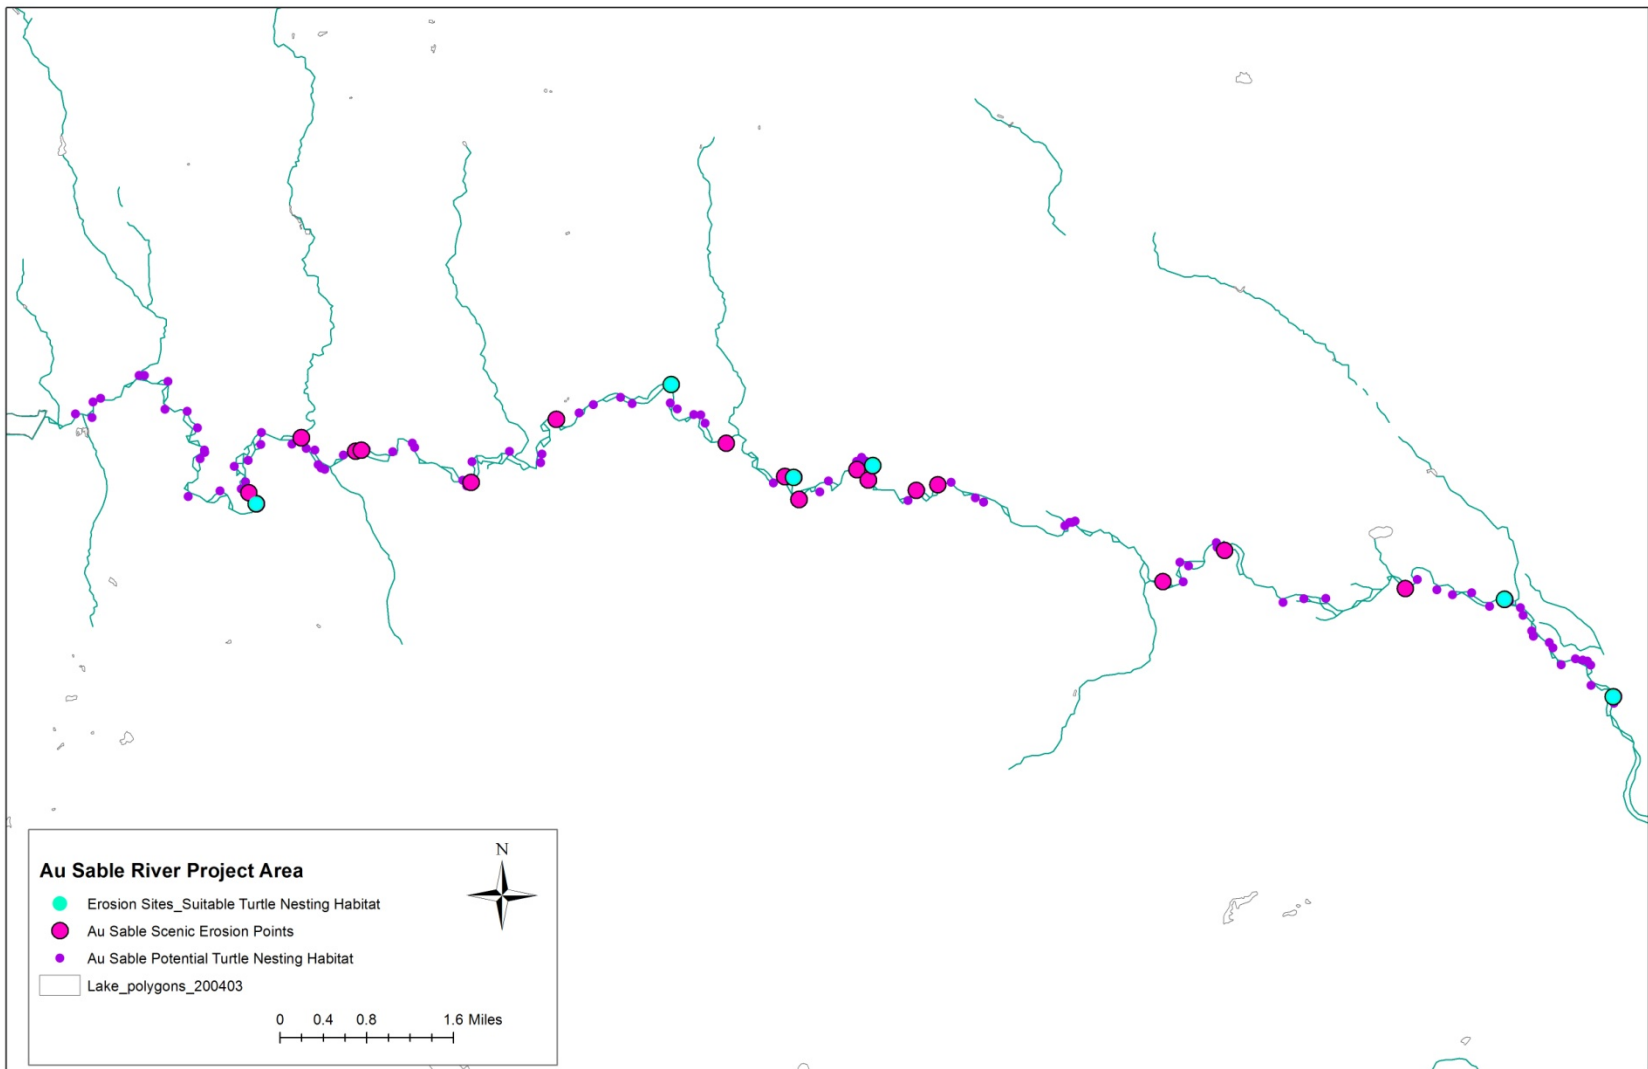 N
Au Sable River Project Area
Erosion Sites_Suitable Turtle Nesting Habitat
Au Sable Scenic Erosion Points
Au Sable Potential Turtle Nesting Habitat
Lake_polygons_200403
0 0.4 0.8 1.6 Miles